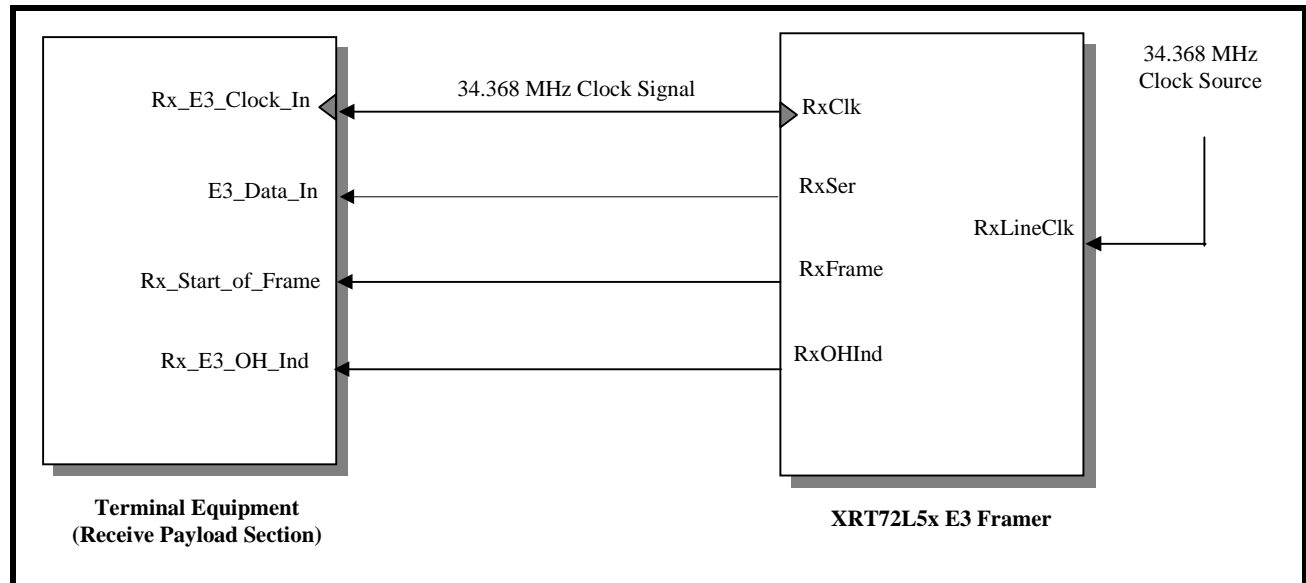 34.368 MHz
Clock Source
Rx_E3_Clock_In
34.368 MHz Clock Signal
RxClk
E3_Data_In
RxSer
RxLineClk
Rx_Start_of_Frame
RxFrame
Rx_E3_OH_Ind
RxOHInd
Terminal Equipment
(Receive Payload Section)
XRT72L5x E3 Framer